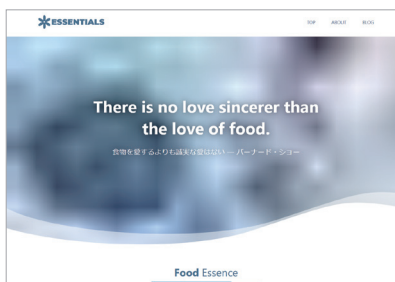 ESSENTIALS
TOP ABOUT BLOG
There is no love sincerer than
the love of food.
食物を愛するよりも誠実な愛はない — バーナード・ショー
Food Essence